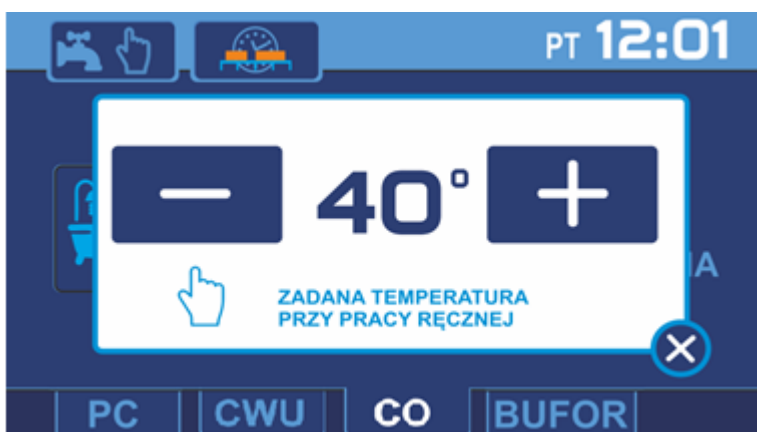 PT 12:01
− 40° +
ZADANA TEMPERATURA
PRZY PRACY RĘCZNEJ
PC CWU CO BUFOR